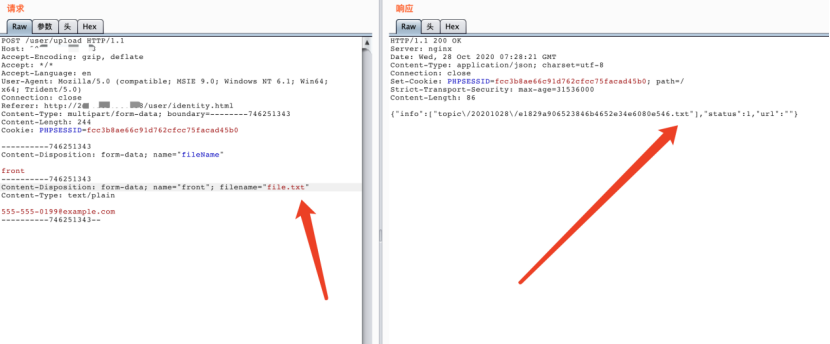 请求
Raw 参数 头 Hex
POST /user/upload HTTP/1.1
Host:
Accept-Encoding: gzip, deflate
Accept: */*
Accept-Language: en
User-Agent: Mozilla/5.0 (compatible; MSIE 9.0; Windows NT 6.1; Win64;
x64; Trident/5.0)
Connection: close
Referer: http://2 8/user/identity.html
Content-Type: multipart/form-data; boundary=--------746251343
Content-Length: 244
Cookie: PHPSESSID=fcc3b8ae66c91d762cfcc75facad45b0
----------746251343
Content-Disposition: form-data; name="fileName"
front
----------746251343
Content-Disposition: form-data; name="front"; filename="file.txt"
Content-Type: text/plain
555-555-0199@example.com
----------746251343--
响应
Raw 头 Hex
HTTP/1.1 200 OK
Server: nginx
Date: Wed, 28 Oct 2020 07:28:21 GMT
Content-Type: application/json; charset=utf-8
Connection: close
Set-Cookie: PHPSESSID=fcc3b8ae66c91d762cfcc75facad45b0; path=/
Strict-Transport-Security: max-age=31536000
Content-Length: 86
{"info":["topic\/20201028\/e1829a906523846b4652e34e6080e546.txt"],"status":1,"url":""}